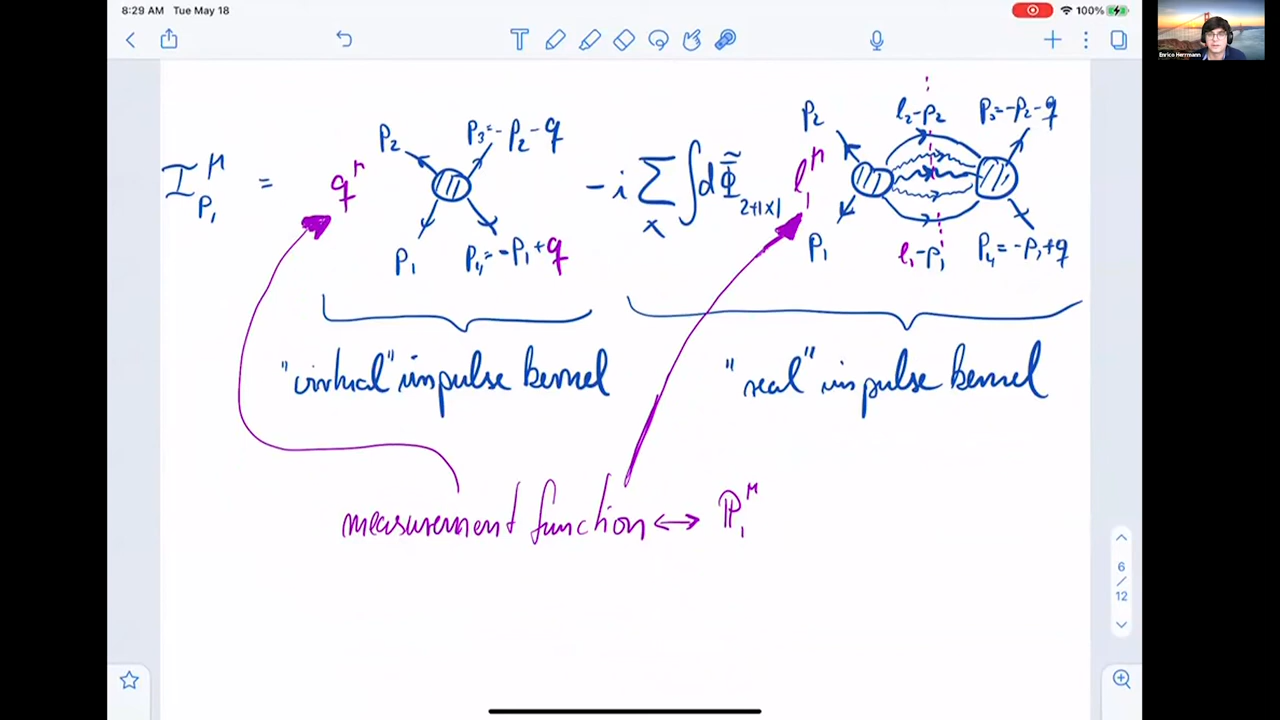 8:29 AM Tue May 18
100%
Enrico Herrmann
I_{p_1}^μ = q^μ − i ∑_X ∫ dΦ̃_{2+|X|} l_1^μ
p_2 p_3 = -p_2 - q
p_1 p_4 = -p_1 + q
p_2 l_2-p_2 p_3 = -p_2 - q
p_1 l_1-p_1 p_4 = -p_1 + q
"virtual" impulse kernel
"real" impulse kernel
measurement function ↔ ℙ_1^μ
6
/
12